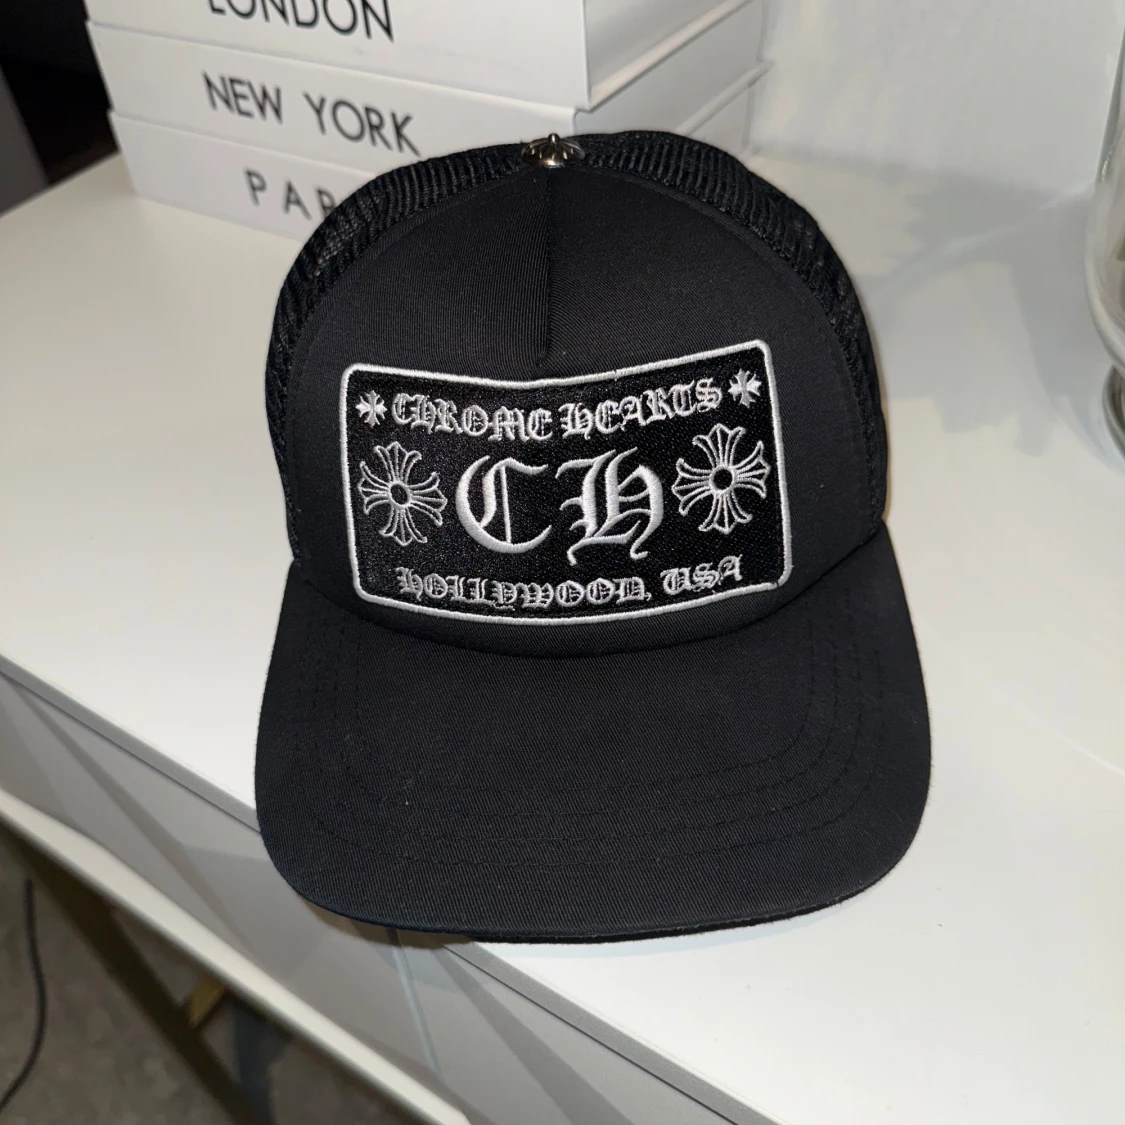 LONDON
NEW YORK
PAR
CHROME HEARTS
CH
HOLLYWOOD, USA